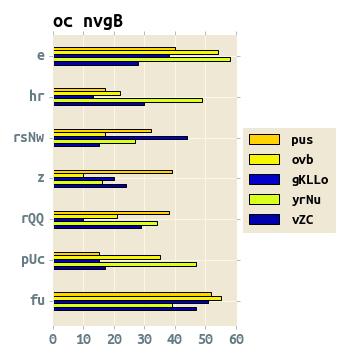 oc nvgB
e
hr
rsNw
z
rQQ
pUc
fu
0 10 20 30 40 50 60
pus
ovb
gKLLo
yrNu
vZC